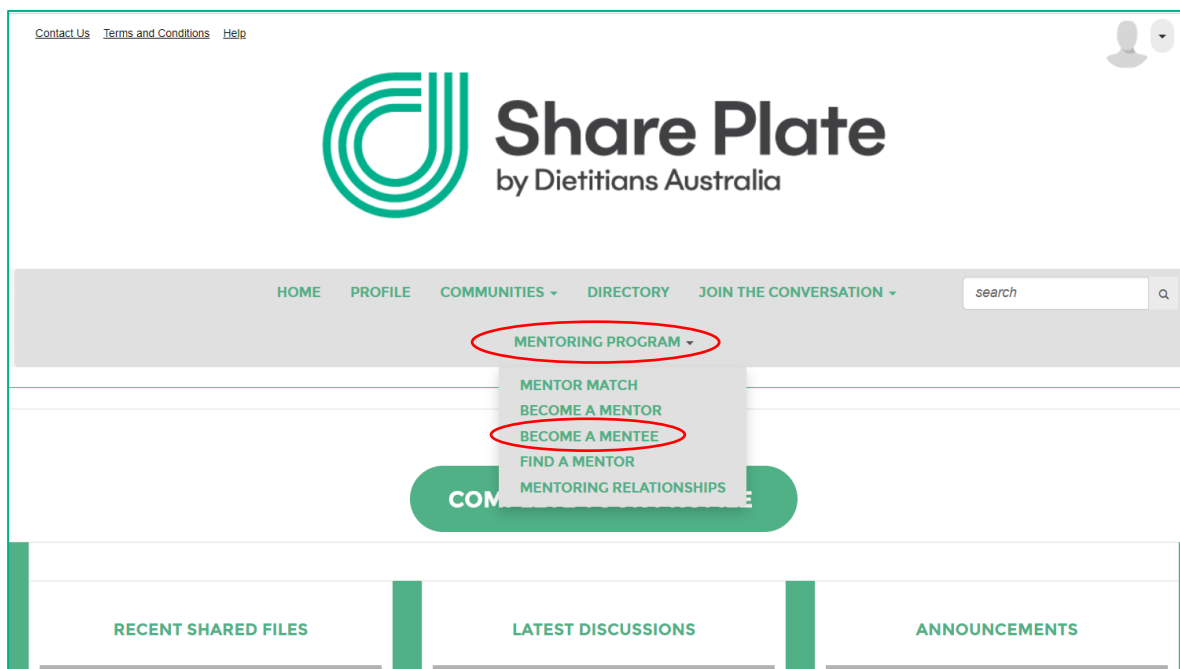 Contact Us Terms and Conditions Help
Share Plate
by Dietitians Australia
HOME PROFILE COMMUNITIES DIRECTORY JOIN THE CONVERSATION search
MENTORING PROGRAM
MENTOR MATCH
BECOME A MENTOR
BECOME A MENTEE
FIND A MENTOR
MENTORING RELATIONSHIPS
RECENT SHARED FILES LATEST DISCUSSIONS ANNOUNCEMENTS